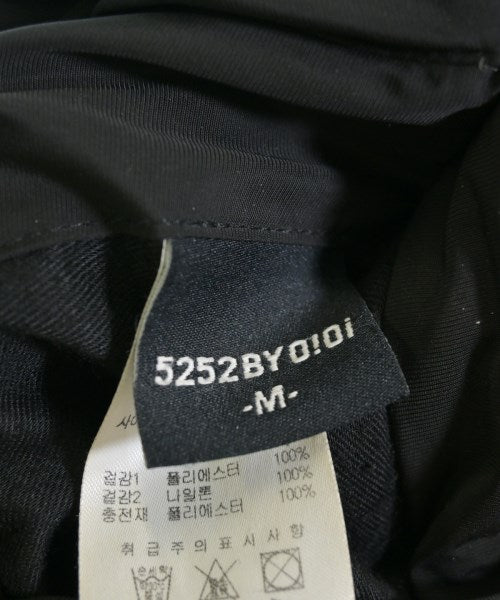 5252BYO!Oi
-M-
겉감1 폴리에스터 100%
겉감2 나일론 100%
충전재 폴리에스터 100%
취급주의표시사항